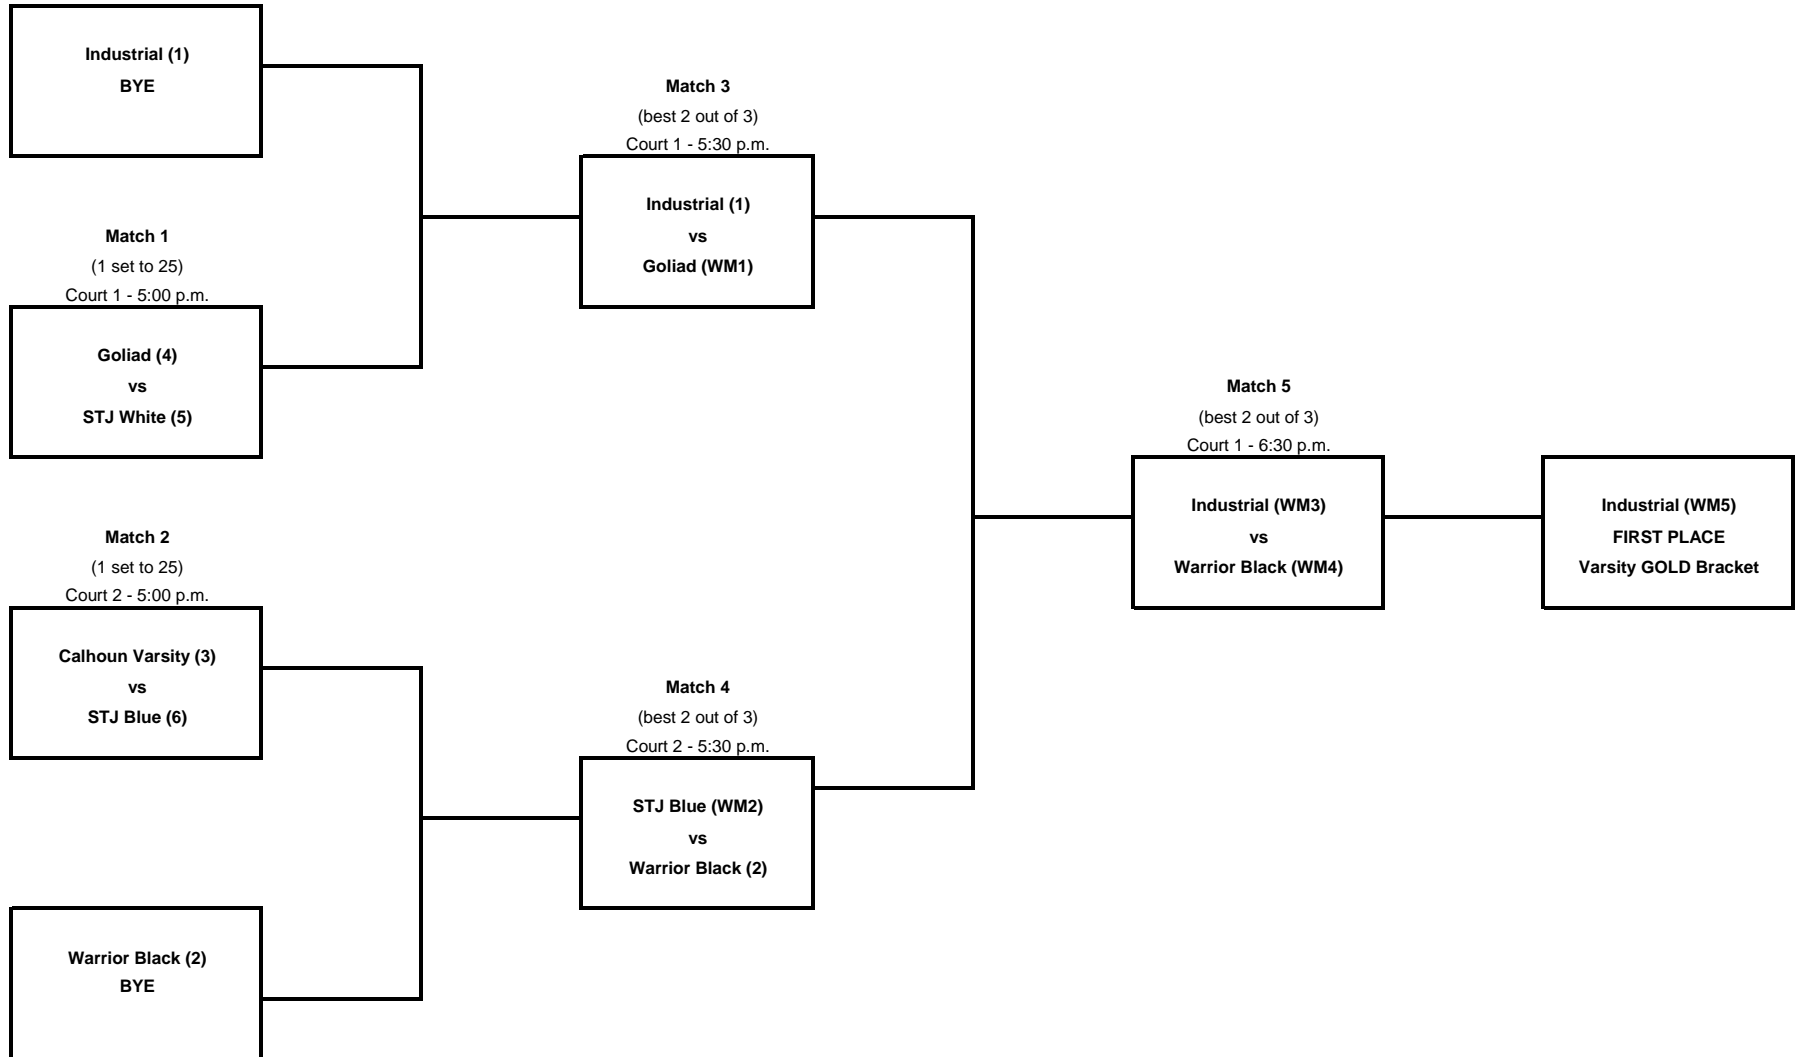 Industrial (1)
BYE
Match 1
(1 set to 25)
Court 1 - 5:00 p.m.
Goliad (4)
vs
STJ White (5)
Match 2
(1 set to 25)
Court 2 - 5:00 p.m.
Calhoun Varsity (3)
vs
STJ Blue (6)
Warrior Black (2)
BYE
Match 3
(best 2 out of 3)
Court 1 - 5:30 p.m.
Industrial (1)
vs
Goliad (WM1)
Match 4
(best 2 out of 3)
Court 2 - 5:30 p.m.
STJ Blue (WM2)
vs
Warrior Black (2)
Match 5
(best 2 out of 3)
Court 1 - 6:30 p.m.
Industrial (WM3)
vs
Warrior Black (WM4)
Industrial (WM5)
FIRST PLACE
Varsity GOLD Bracket